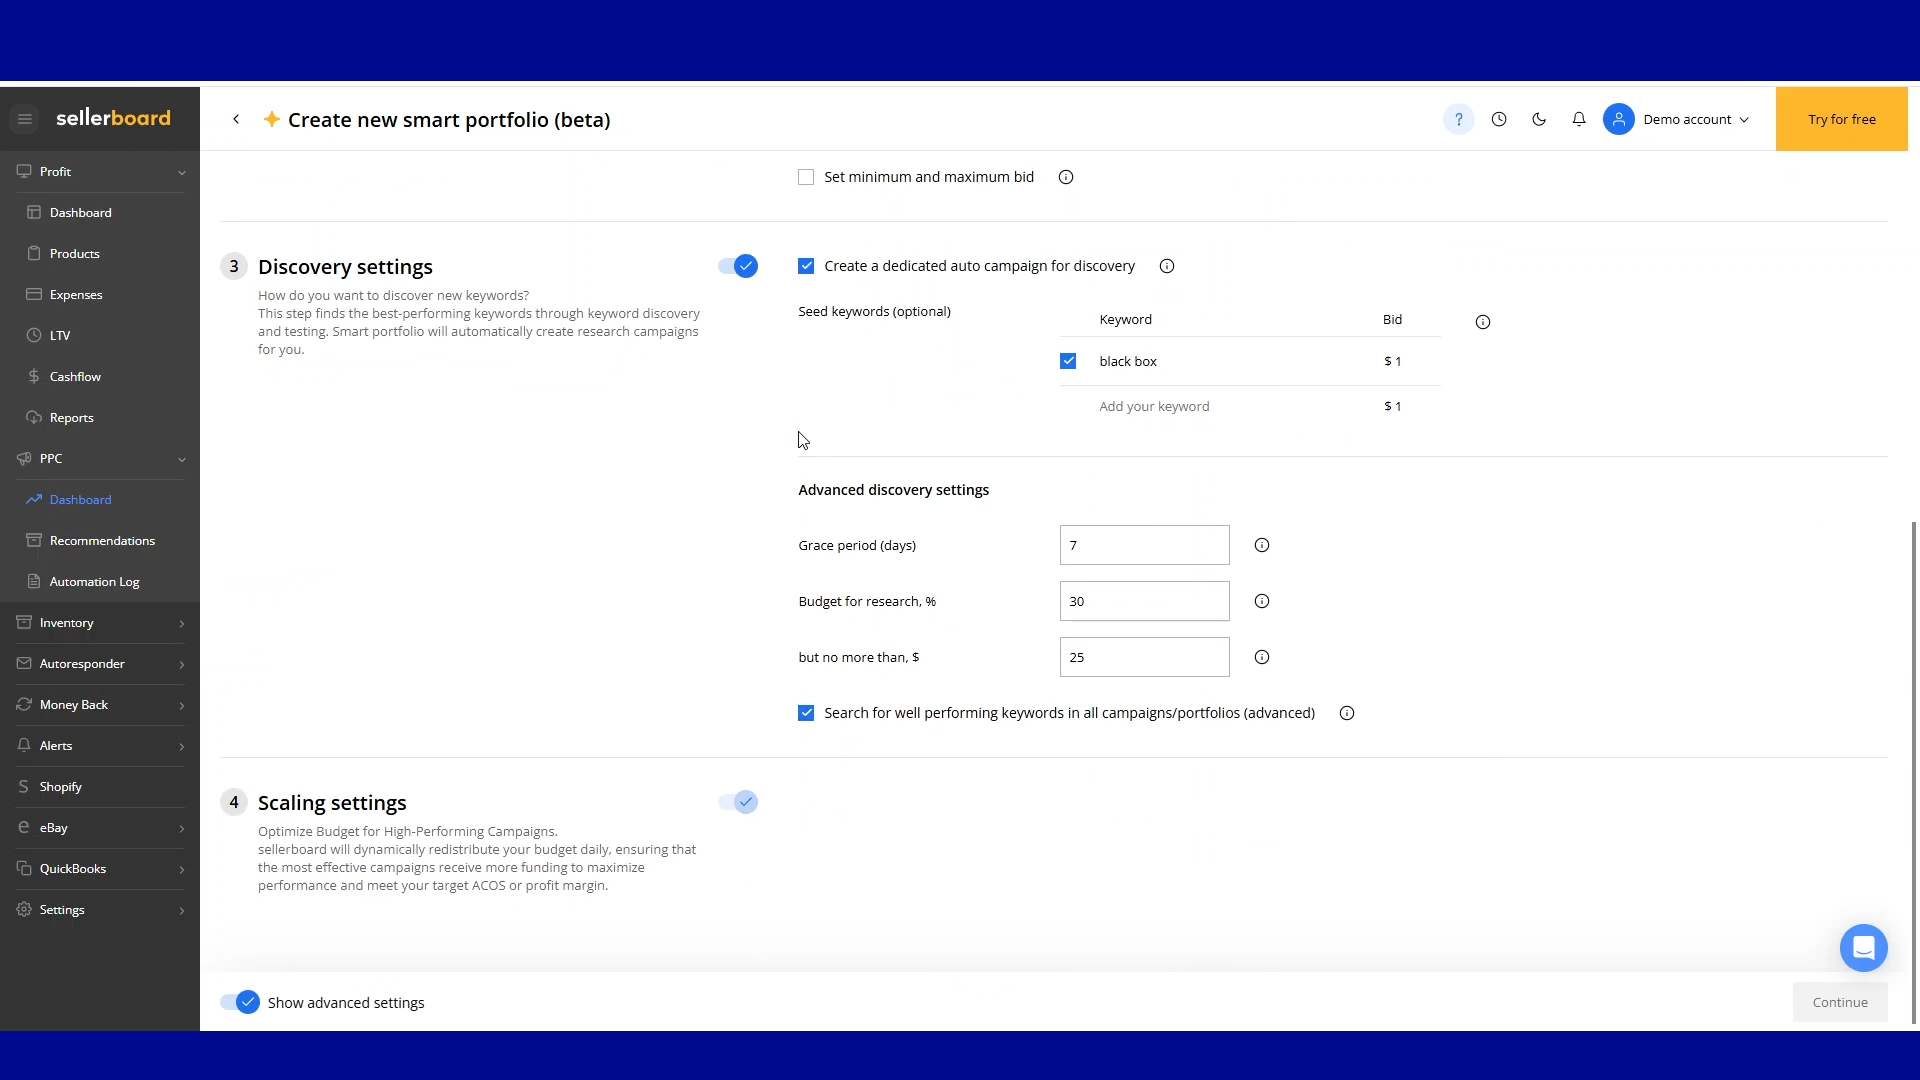 sellerboard
Create new smart portfolio (beta)
?
Demo account
Try for free
Profit
Dashboard
Products
Expenses
LTV
Cashflow
Reports
PPC
Dashboard
Recommendations
Automation Log
Inventory
Autoresponder
Money Back
Alerts
Shopify
eBay
QuickBooks
Settings
Set minimum and maximum bid
3 Discovery settings
How do you want to discover new keywords?
This step finds the best-performing keywords through keyword discovery
and testing. Smart portfolio will automatically create research campaigns
for you.
Create a dedicated auto campaign for discovery
Seed keywords (optional)
Keyword Bid
black box $ 1
Add your keyword $ 1
Advanced discovery settings
Grace period (days) 7
Budget for research, % 30
but no more than, $ 25
Search for well performing keywords in all campaigns/portfolios (advanced)
4 Scaling settings
Optimize Budget for High-Performing Campaigns.
sellerboard will dynamically redistribute your budget daily, ensuring that
the most effective campaigns receive more funding to maximize
performance and meet your target ACOS or profit margin.
Show advanced settings
Continue